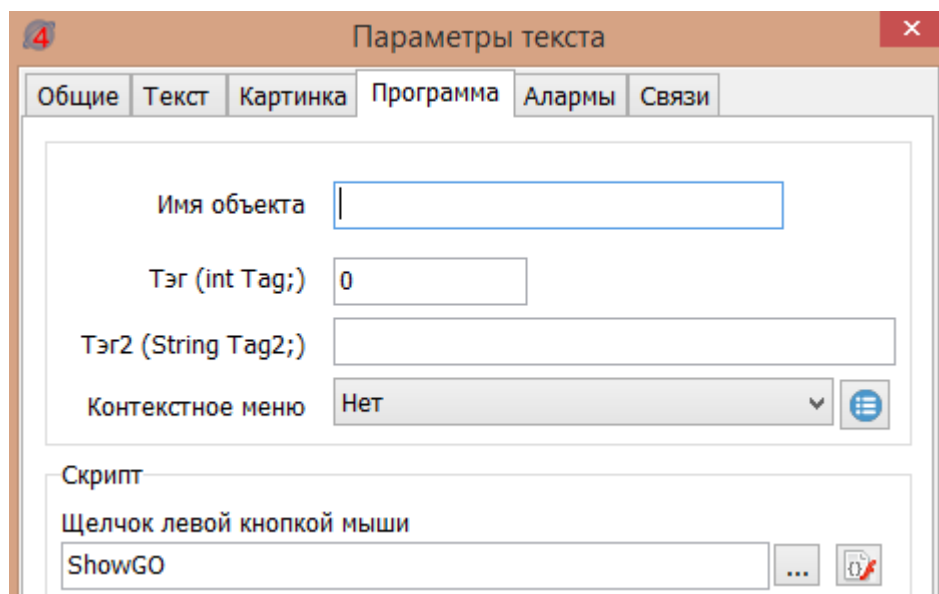 4 Параметры текста
Общие Текст Картинка Программа Алармы Связи
Имя объекта
Тэг (int Tag;) 0
Тэг2 (String Tag2;)
Контекстное меню Нет
Скрипт
Щелчок левой кнопкой мыши
ShowGO ... {}